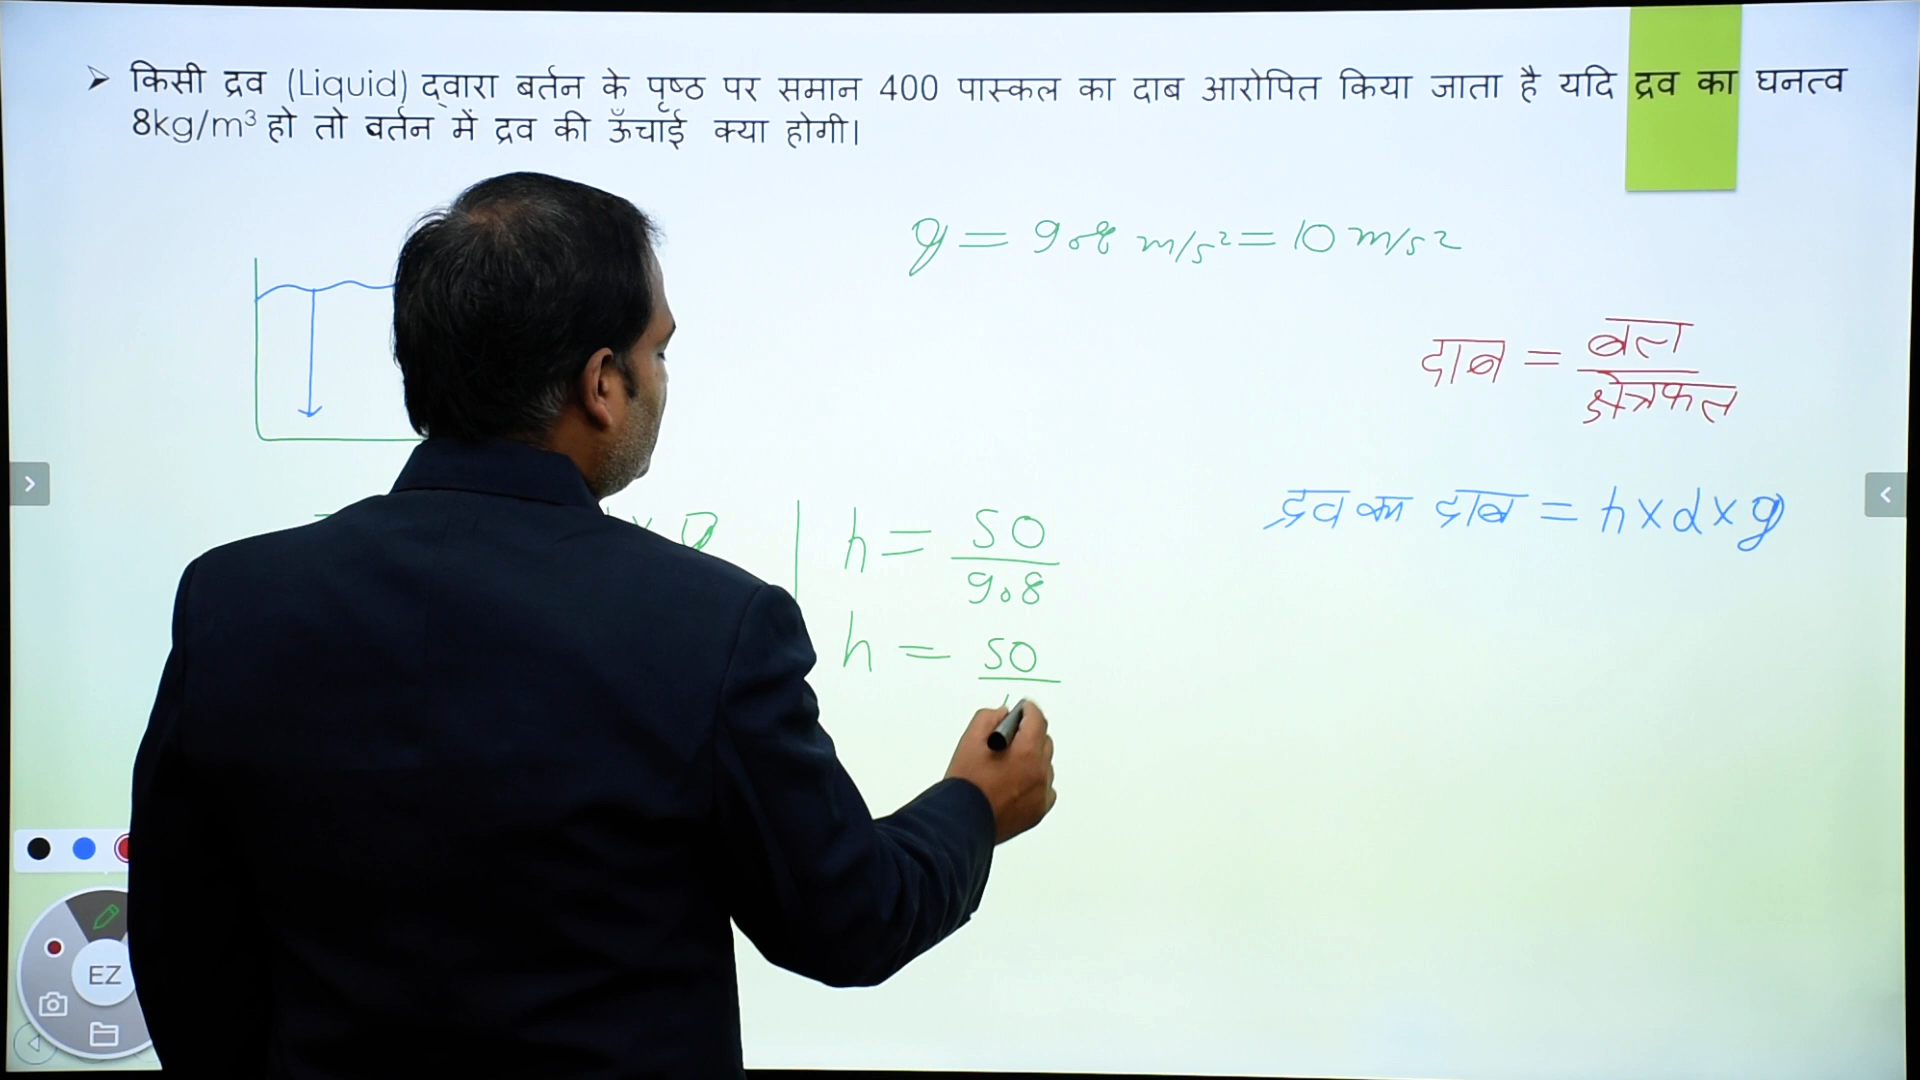 ➢ किसी द्रव (Liquid) द्वारा बर्तन के पृष्ठ पर समान 400 पास्कल का दाब आरोपित किया जाता है यदि द्रव का घनत्व
8kg/m³ हो तो बर्तन में द्रव की ऊँचाई क्या होगी।
g = 9.8 m/s² = 10 m/s²
दाब = बल
क्षेत्रफल
द्रव का दाब = h x d x g
x g
h = 50
9.8
h = 50
EZ